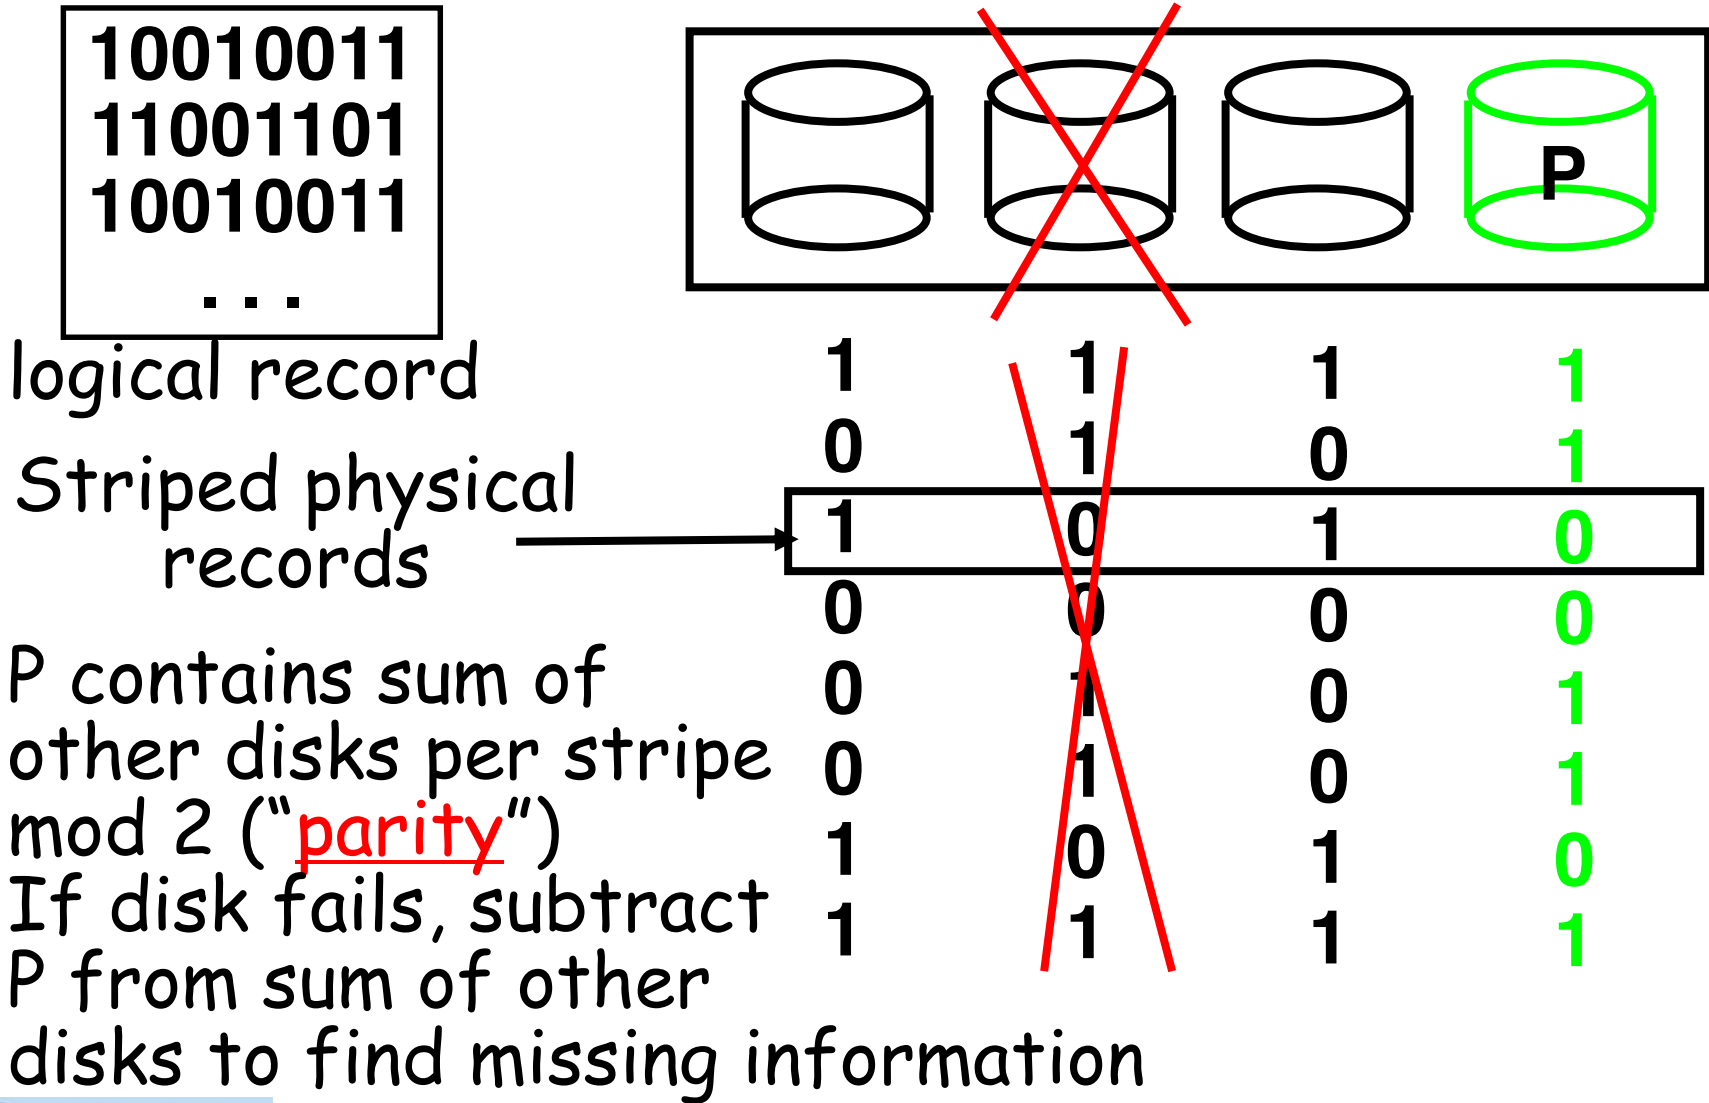 10010011
11001101
10010011
. . .
logical record
Striped physical
records
P contains sum of
other disks per stripe
mod 2 (“parity”)
If disk fails, subtract
P from sum of other
disks to find missing information
P
1 1 1 1
0 1 0 1
1 0 1 0
0 0 0 0
0 1 0 1
0 1 0 1
1 0 1 0
1 1 1 1